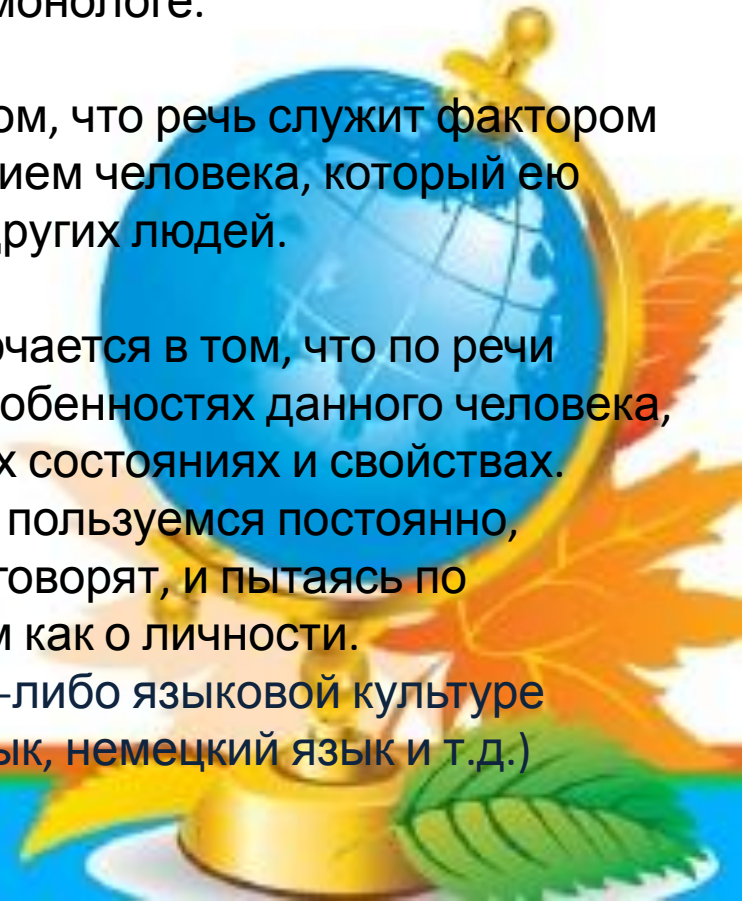 монологе.
ом, что речь служит фактором
ием человека, который ею
других людей.
чается в том, что по речи
обенностях данного человека,
х состояниях и свойствах.
пользуемся постоянно,
говорят, и пытаясь по
м как о личности.
-либо языковой культуре
ык, немецкий язык и т.д.)